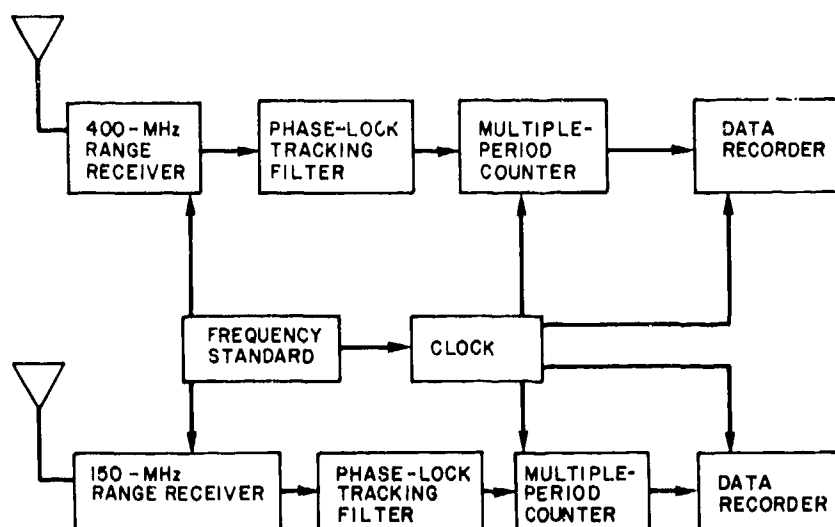 400-MHz
RANGE
RECEIVER
PHASE-LOCK
TRACKING
FILTER
MULTIPLE-
PERIOD
COUNTER
DATA
RECORDER
FREQUENCY
STANDARD
CLOCK
150-MHz
RANGE RECEIVER
PHASE-LOCK
TRACKING
FILTER
MULTIPLE-
PERIOD
COUNTER
DATA
RECORDER